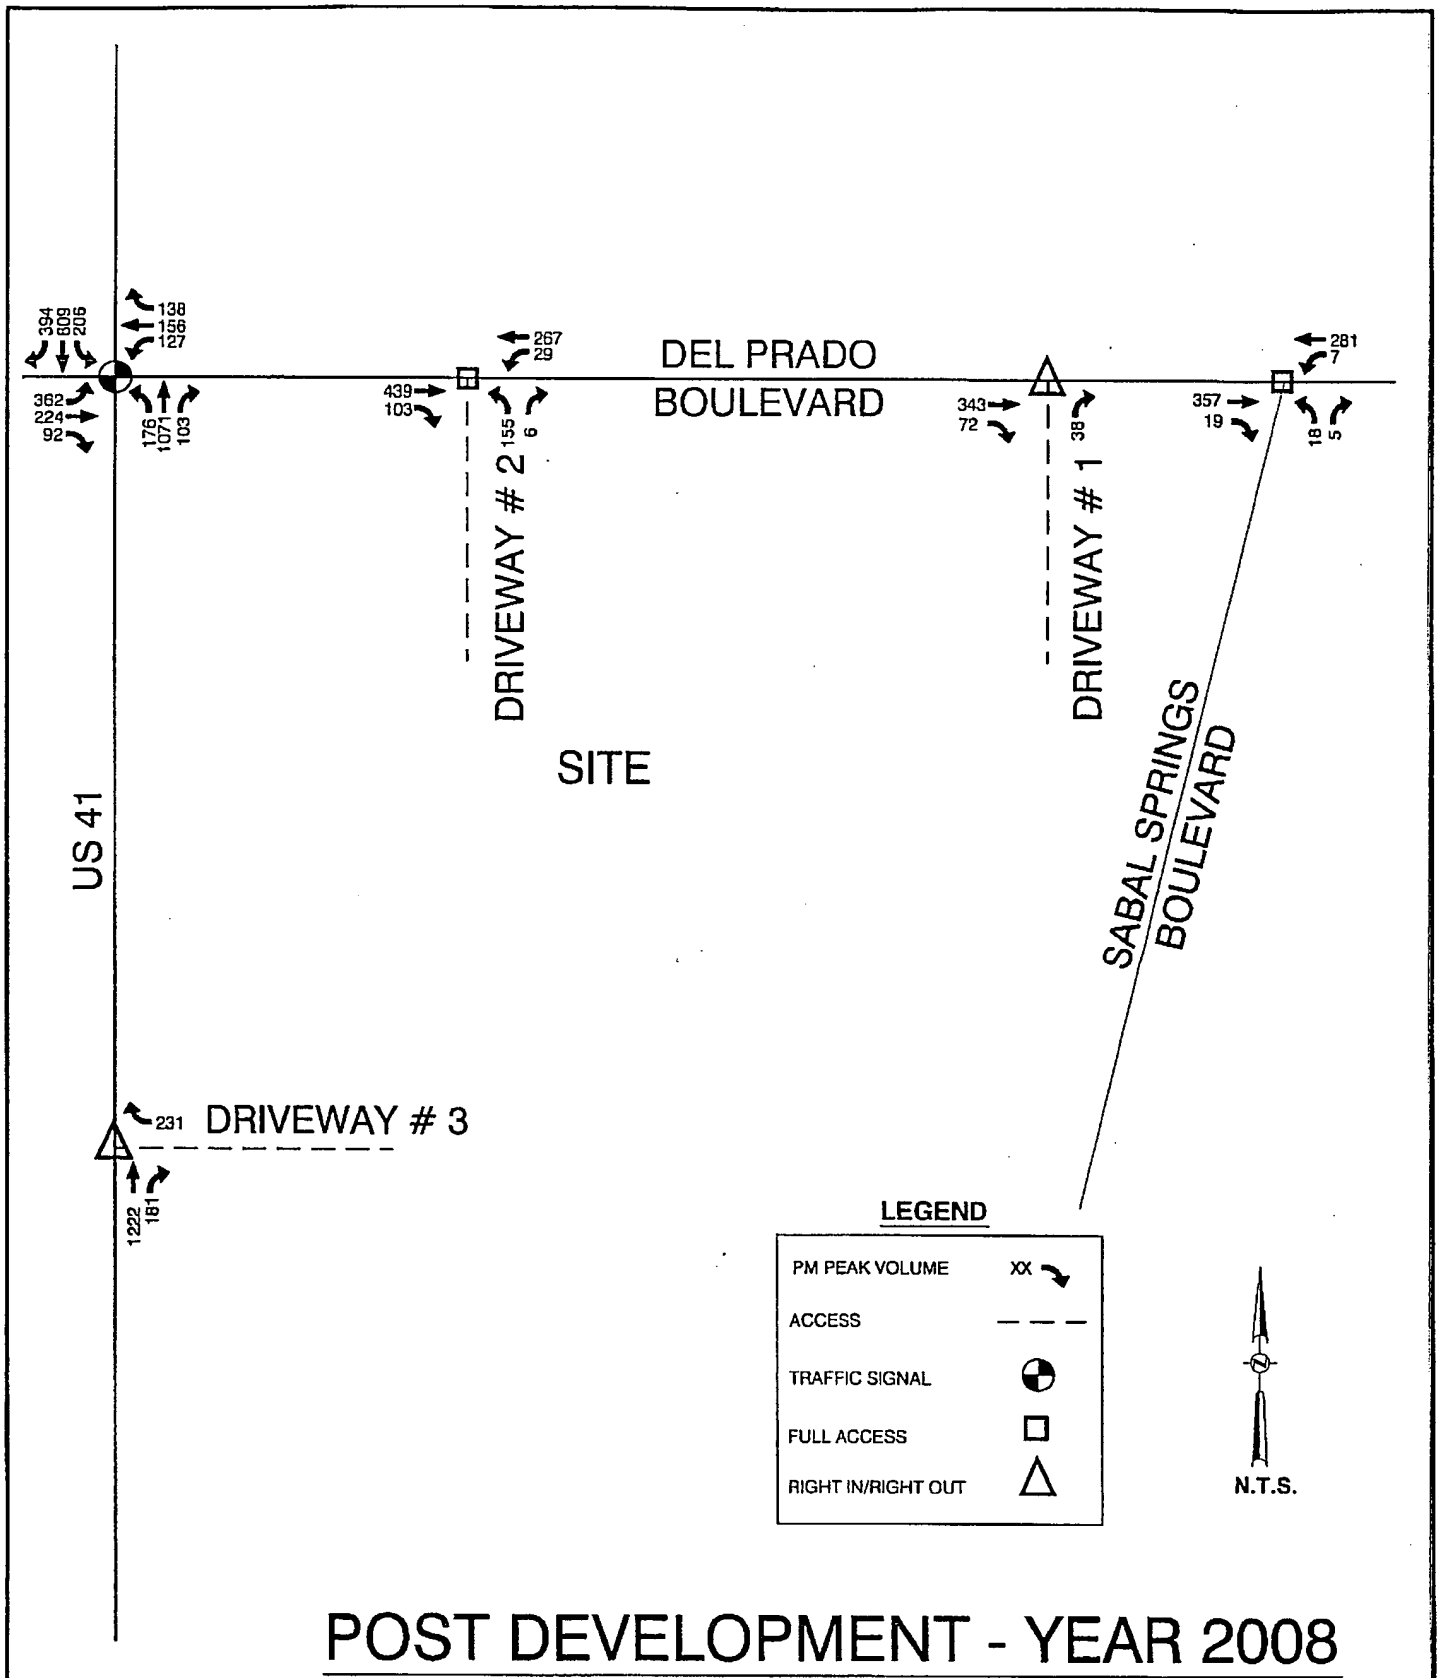 394
609
206
138
156
127
362
224
92
176
1071
103
267
29
439
103
155
6
DEL PRADO
BOULEVARD
343
72
38
281
7
357
19
18
5
DRIVEWAY # 2
DRIVEWAY # 1
SITE
US 41
SABAL SPRINGS
BOULEVARD
231
DRIVEWAY # 3
1222
181
LEGEND
PM PEAK VOLUME XX
ACCESS
TRAFFIC SIGNAL
FULL ACCESS
RIGHT IN/RIGHT OUT
Z
N.T.S.
POST DEVELOPMENT - YEAR 2008